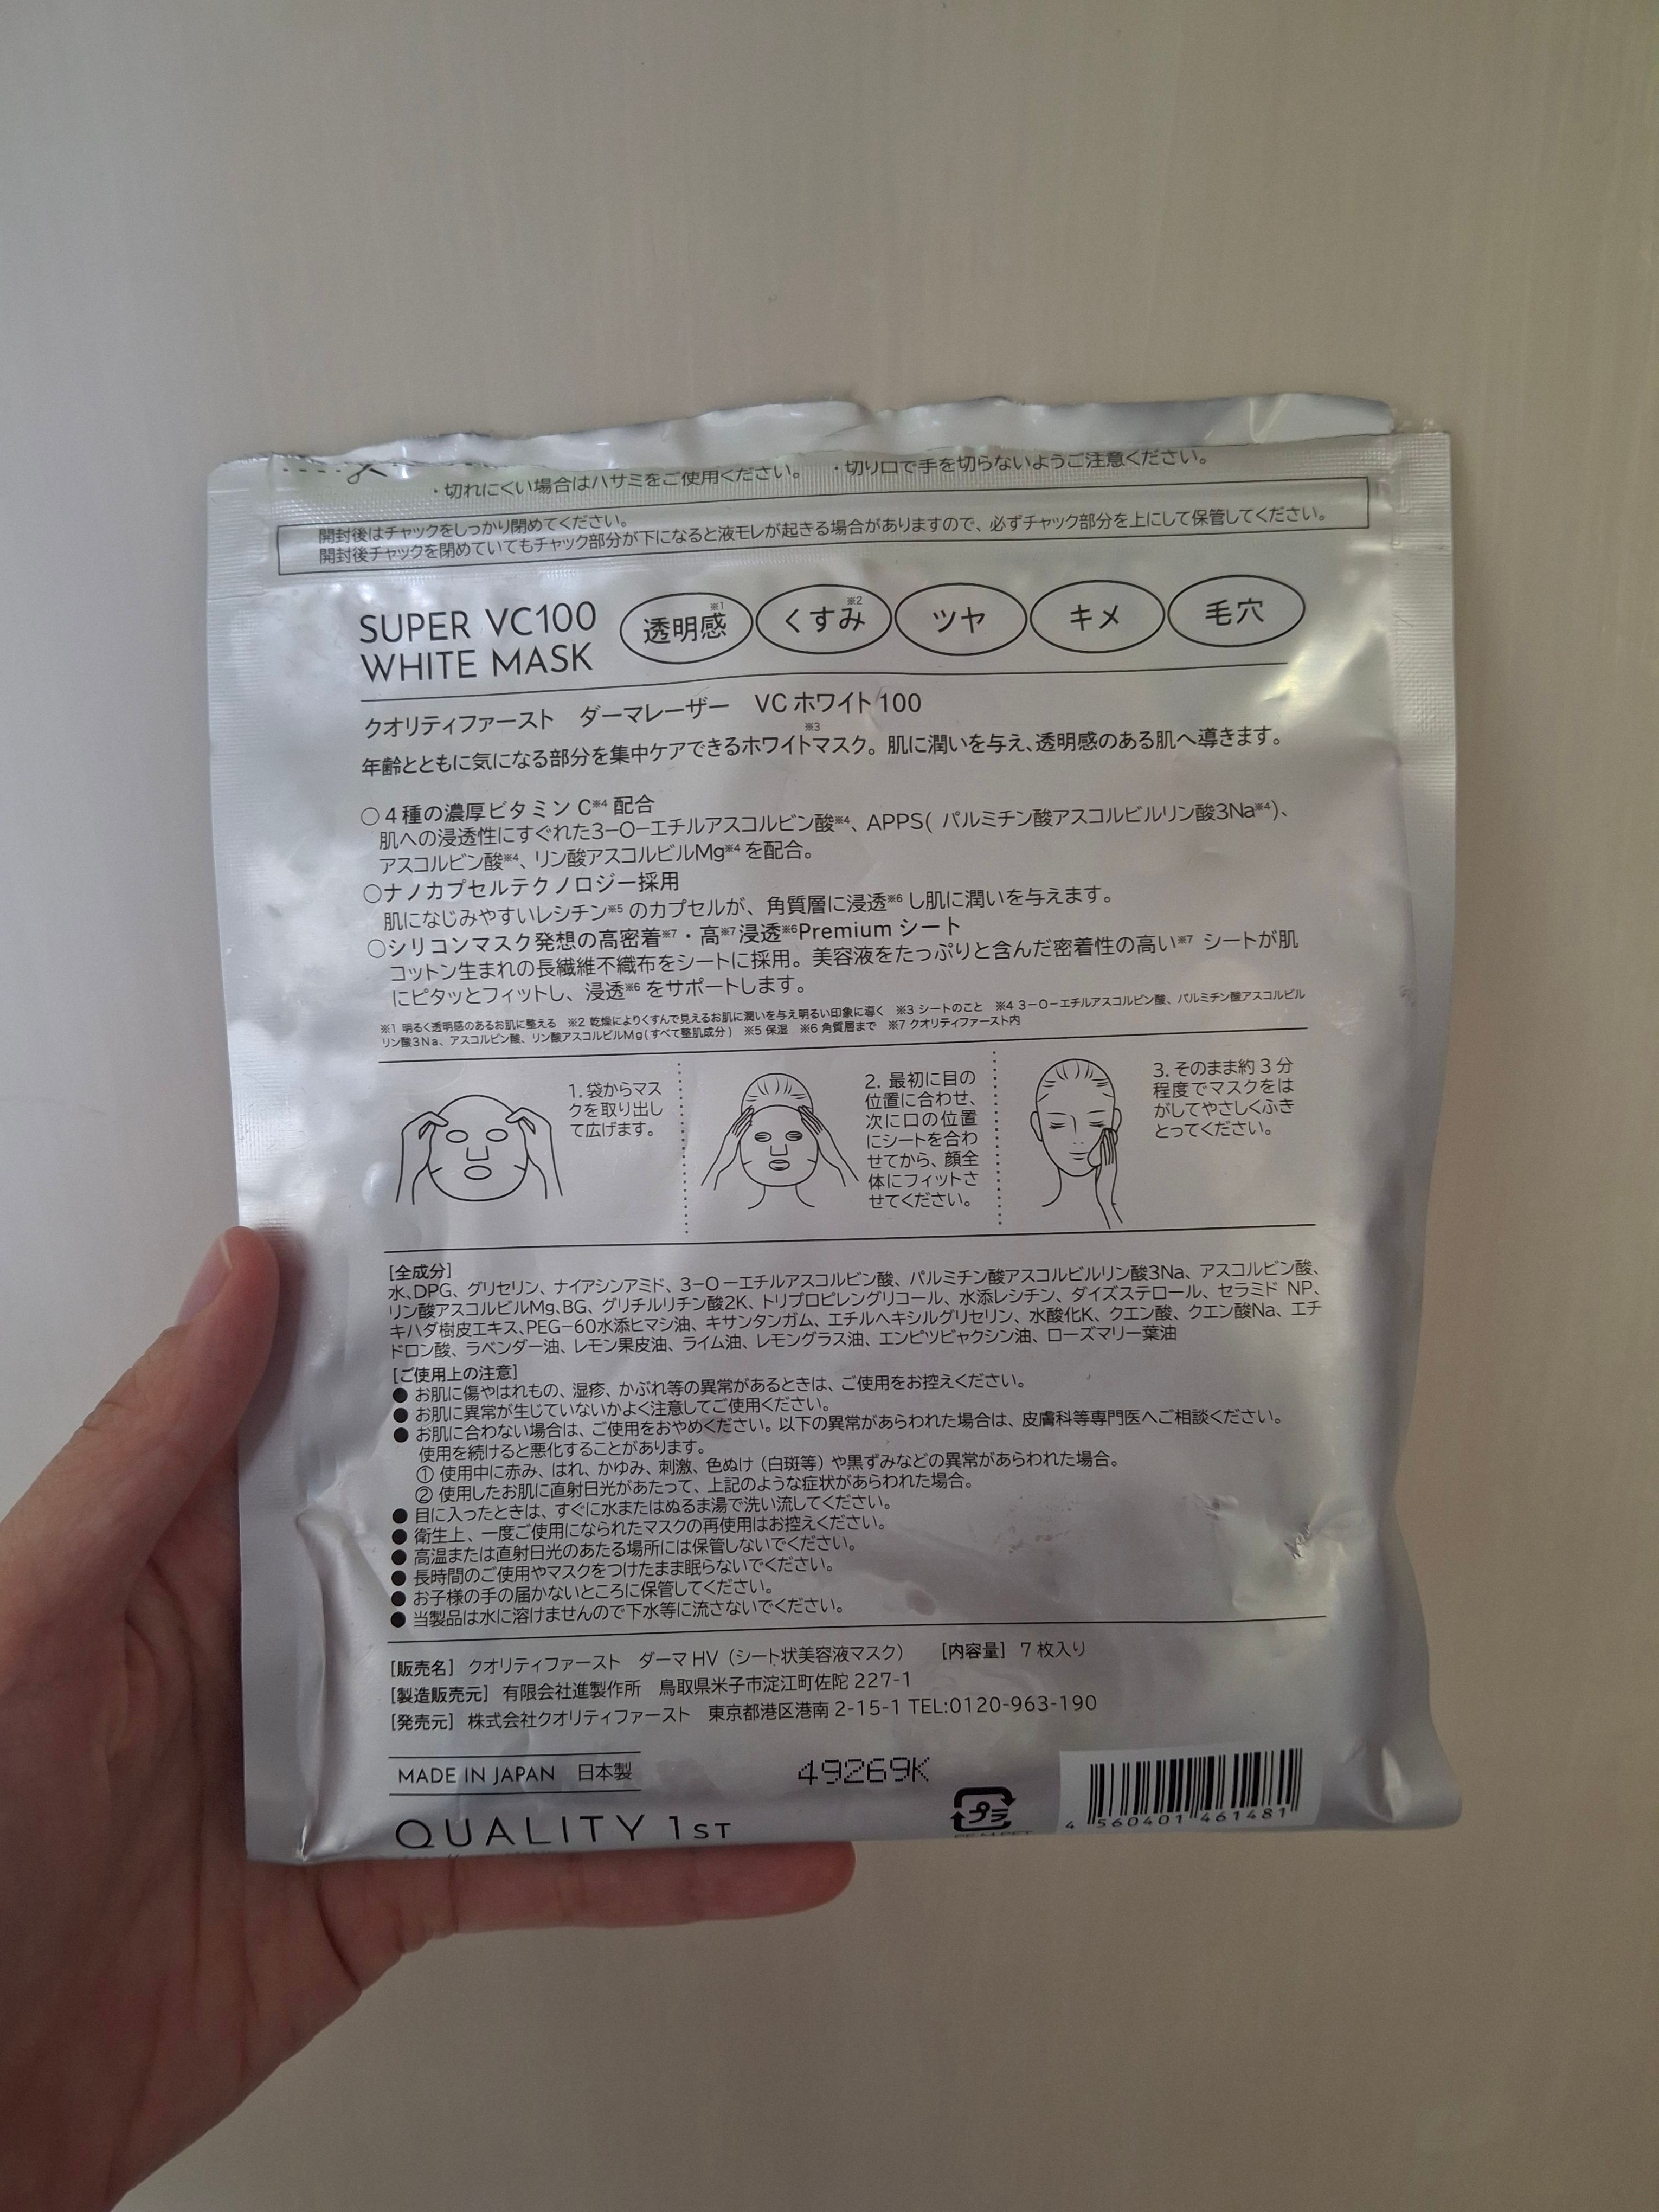 ・切れにくい場合はハサミをご使用ください。 ・切り口で手を切らないようご注意ください。
開封後はチャックをしっかり閉めてください。
開封後チャックを閉めていてもチャック部分が下になると液モレが起きる場合がありますので、必ずチャック部分を上にして保管してください。
SUPER VC100
WHITE MASK
透明感※1 くすみ※2 ツヤ キメ 毛穴
クオリティファースト ダーマレーザー VCホワイト100
年齢とともに気になる部分を集中ケアできるホワイトマスク※3。肌に潤いを与え、透明感のある肌へ導きます。
○4種の濃厚ビタミンC※4 配合
肌への浸透性にすぐれた3-O-エチルアスコルビン酸※4、APPS( パルミチン酸アスコルビルリン酸3Na※4)、
アスコルビン酸※4、リン酸アスコルビルMg※4 を配合。
○ナノカプセルテクノロジー採用
肌になじみやすいレシチン※5 のカプセルが、角質層に浸透※6 し肌に潤いを与えます。
○シリコンマスク発想の高密着※7・高※7浸透※6Premium シート
コットン生まれの長繊維不織布をシートに採用。美容液をたっぷりと含んだ密着性の高い※7 シートが肌
にピタッとフィットし、浸透※6 をサポートします。
※1 明るく透明感のあるお肌に整える ※2 乾燥によりくすんで見えるお肌に潤いを与え明るい印象に導く ※3 シートのこと ※4 3-O-エチルアスコルビン酸、パルミチン酸アスコルビル
リン酸3Na、アスコルビン酸、リン酸アスコルビルMg(すべて整肌成分) ※5 保湿 ※6 角質層まで ※7 クオリティファースト内
1. 袋からマス
クを取り出し
て広げます。
2. 最初に目の
位置に合わせ、
次に口の位置
にシートを合わ
せてから、顔全
体にフィットさ
せてください。
3. そのまま約3分
程度でマスクをは
がしてやさしくふき
とってください。
[全成分]
水、DPG、グリセリン、ナイアシンアミド、3-O-エチルアスコルビン酸、パルミチン酸アスコルビルリン酸3Na、アスコルビン酸、
リン酸アスコルビルMg、BG、グリチルリチン酸2K、トリプロピレングリコール、水添レシチン、ダイズステロール、セラミド NP、
キハダ樹皮エキス、PEG-60水添ヒマシ油、キサンタンガム、エチルヘキシルグリセリン、水酸化K、クエン酸、クエン酸Na、エチ
ドロン酸、ラベンダー油、レモン果皮油、ライム油、レモングラス油、エンピツビャクシン油、ローズマリー葉油
[ご使用上の注意]
● お肌に傷やはれもの、湿疹、かぶれ等の異常があるときは、ご使用をお控えください。
● お肌に異常が生じていないかよく注意してご使用ください。
● お肌に合わない場合は、ご使用をおやめください。以下の異常があらわれた場合は、皮膚科等専門医へご相談ください。
使用を続けると悪化することがあります。
① 使用中に赤み、はれ、かゆみ、刺激、色ぬけ(白斑等)や黒ずみなどの異常があらわれた場合。
② 使用したお肌に直射日光があたって、上記のような症状があらわれた場合。
● 目に入ったときは、すぐに水またはぬるま湯で洗い流してください。
● 衛生上、一度ご使用になられたマスクの再使用はお控えください。
● 高温または直射日光のあたる場所には保管しないでください。
● 長時間のご使用やマスクをつけたまま眠らないでください。
● お子様の手の届かないところに保管してください。
● 当製品は水に溶けませんので下水等に流さないでください。
[販売名] クオリティファースト ダーマ HV (シート状美容液マスク) [内容量] 7 枚入り
[製造販売元] 有限会社進製作所 鳥取県米子市淀江町佐陀 227-1
[発売元] 株式会社クオリティファースト 東京都港区港南 2-15-1 TEL:0120-963-190
MADE IN JAPAN 日本製
49269K
プラ
4 560401 461481
QUALITY 1ST